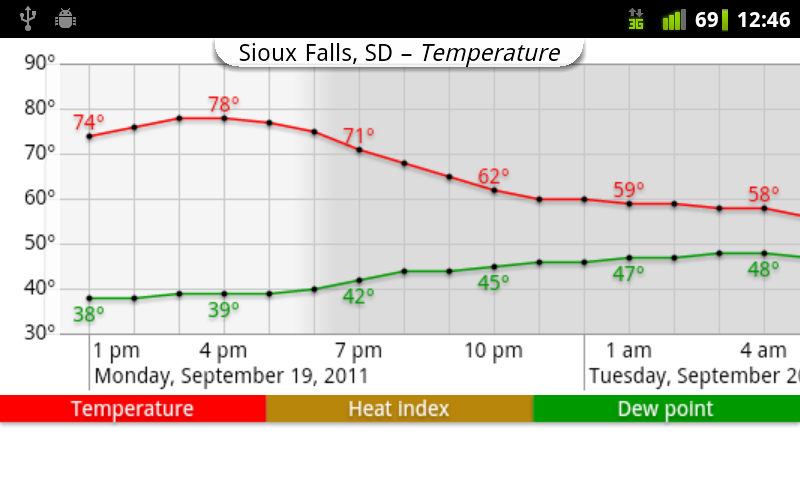 3G 69 12:46
Sioux Falls, SD – Temperature
90°
80°
70°
60°
50°
40°
30°
74° 78° 71° 62° 59° 58°
38° 39° 42° 45° 47° 48°
1 pm 4 pm 7 pm 10 pm 1 am 4 am
Monday, September 19, 2011 Tuesday, September 20
Temperature Heat index Dew point